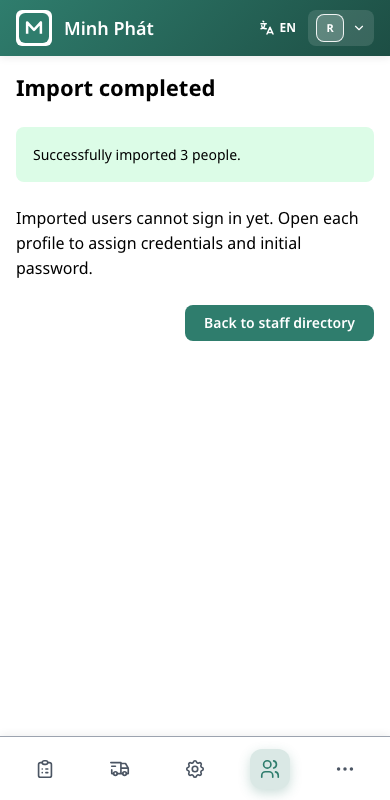 Minh Phát
EN
R
Import completed
Successfully imported 3 people.
Imported users cannot sign in yet. Open each
profile to assign credentials and initial
password.
Back to staff directory